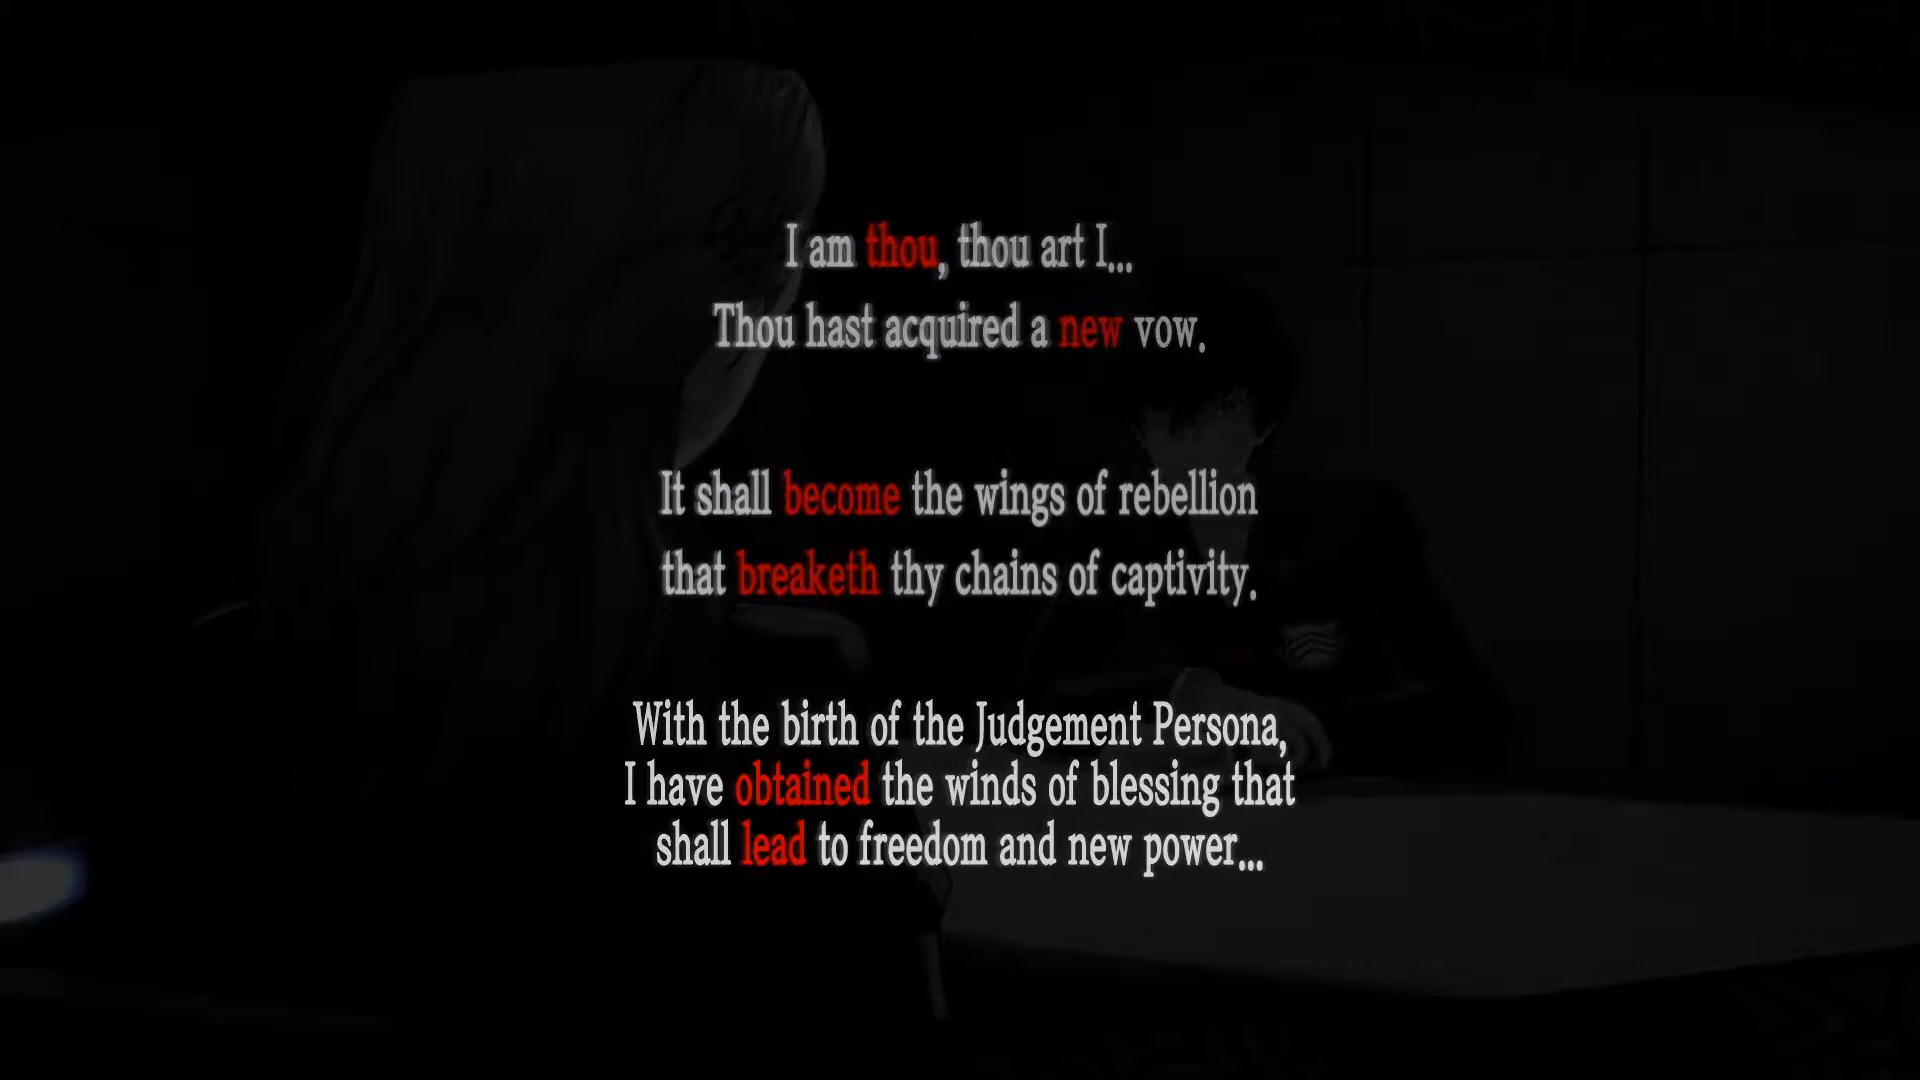 I am thou, thou art I...
Thou hast acquired a new vow.
It shall become the wings of rebellion
that breaketh thy chains of captivity.
With the birth of the Judgement Persona,
I have obtained the winds of blessing that
shall lead to freedom and new power...